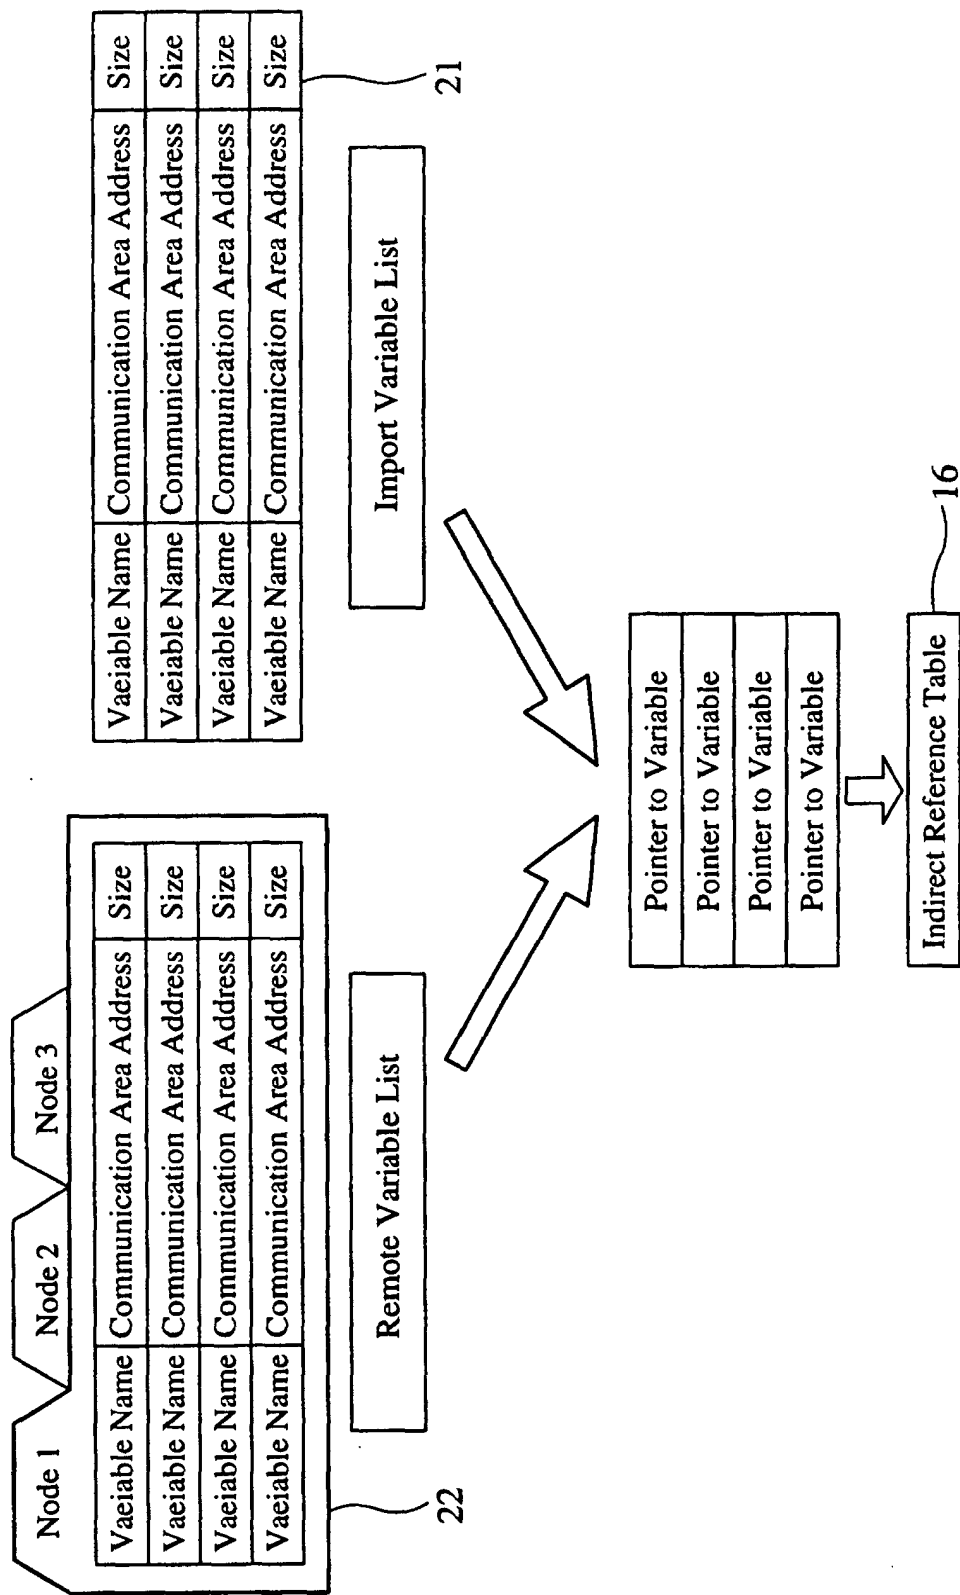 Node 1
Node 2
Node 3
Vaeiable Name Communication Area Address Size
Vaeiable Name Communication Area Address Size
Vaeiable Name Communication Area Address Size
Vaeiable Name Communication Area Address Size
22
Remote Variable List
Vaeiable Name Communication Area Address Size
Vaeiable Name Communication Area Address Size
Vaeiable Name Communication Area Address Size
Vaeiable Name Communication Area Address Size
21
Import Variable List
Pointer to Variable
Pointer to Variable
Pointer to Variable
Pointer to Variable
Indirect Reference Table
16